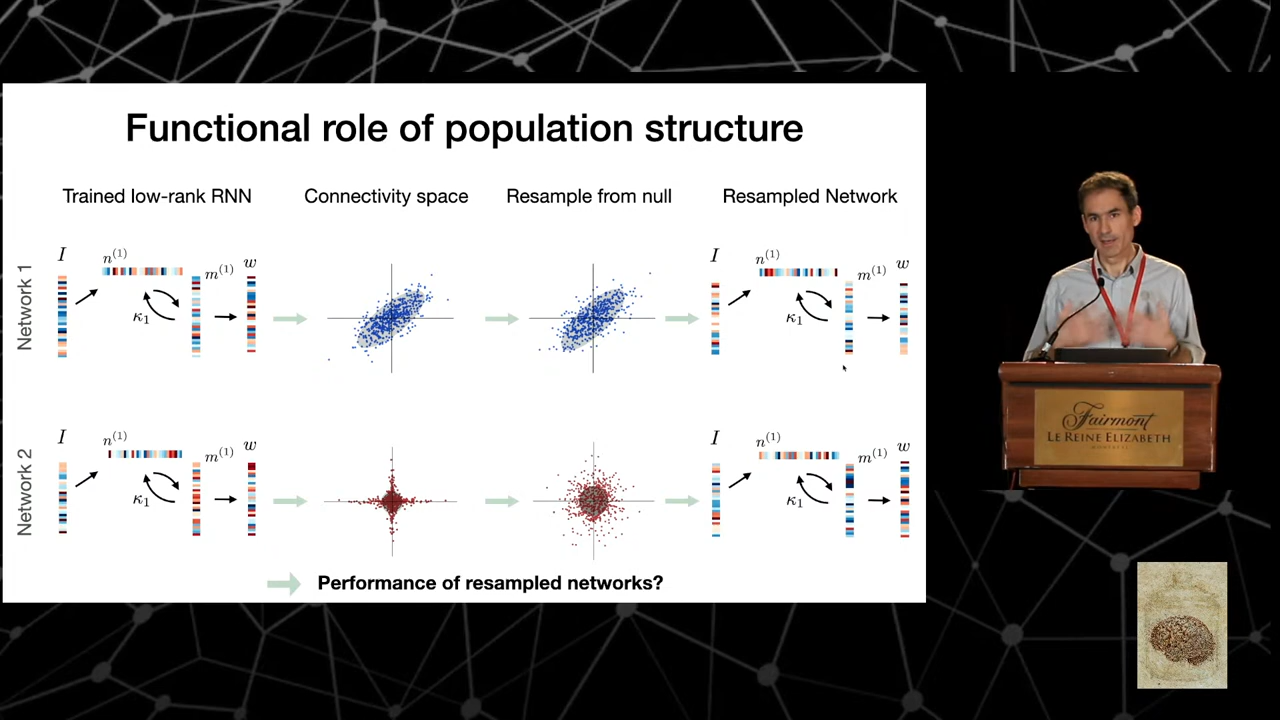 Functional role of population structure
Trained low-rank RNN
Connectivity space
Resample from null
Resampled Network
Network 1
I
n(1)
m(1)
w
κ1
I
n(1)
m(1)
w
κ1
Network 2
I
n(1)
m(1)
w
κ1
I
n(1)
m(1)
w
κ1
Performance of resampled networks?
Fairmont
LE REINE ELIZABETH
MONTRÉAL